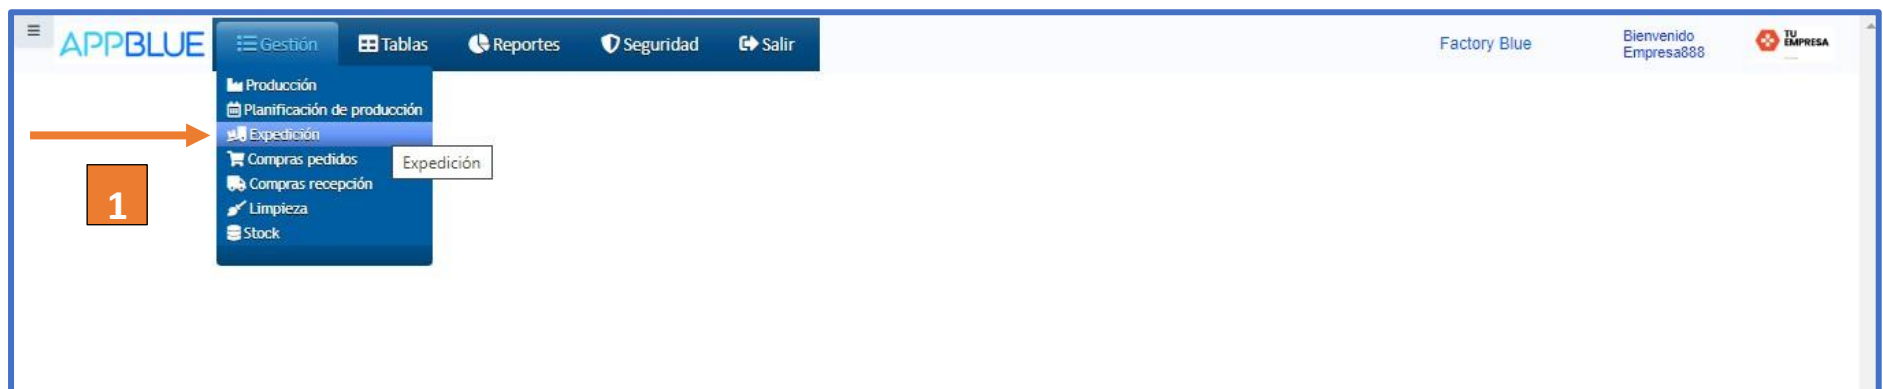 APPBLUE
Gestión
Tablas
Reportes
Seguridad
Salir
Factory Blue
Bienvenido
Empresa888
TU
EMPRESA
Producción
Planificación de producción
Expedición
Compras pedidos
Expedición
Compras recepción
1
Limpieza
Stock